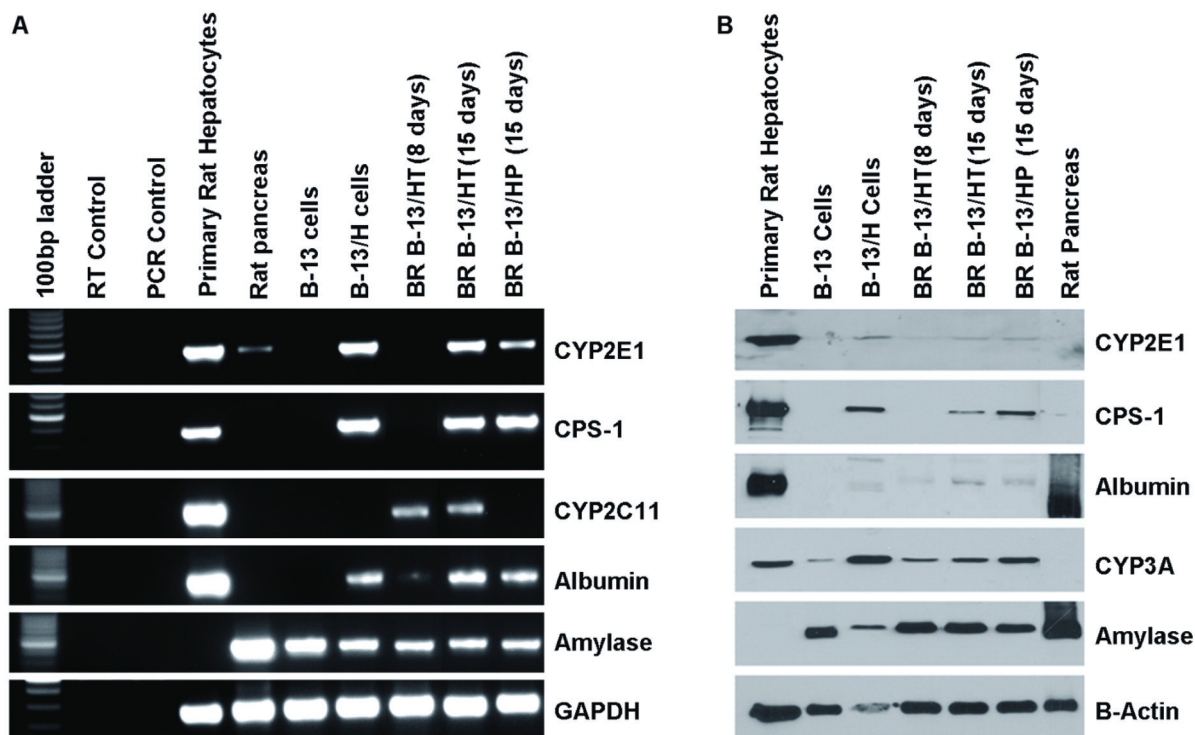 A
100bp ladder
RT Control
PCR Control
Primary Rat Hepatocytes
Rat pancreas
B-13 cells
B-13/H cells
BR B-13/HT(8 days)
BR B-13/HT(15 days)
BR B-13/HP (15 days)
CYP2E1
CPS-1
CYP2C11
Albumin
Amylase
GAPDH
B
Primary Rat Hepatocytes
B-13 Cells
B-13/H Cells
BR B-13/HT(8 days)
BR B-13/HT (15 days)
BR B-13/HP (15 days)
Rat Pancreas
CYP2E1
CPS-1
Albumin
CYP3A
Amylase
B-Actin